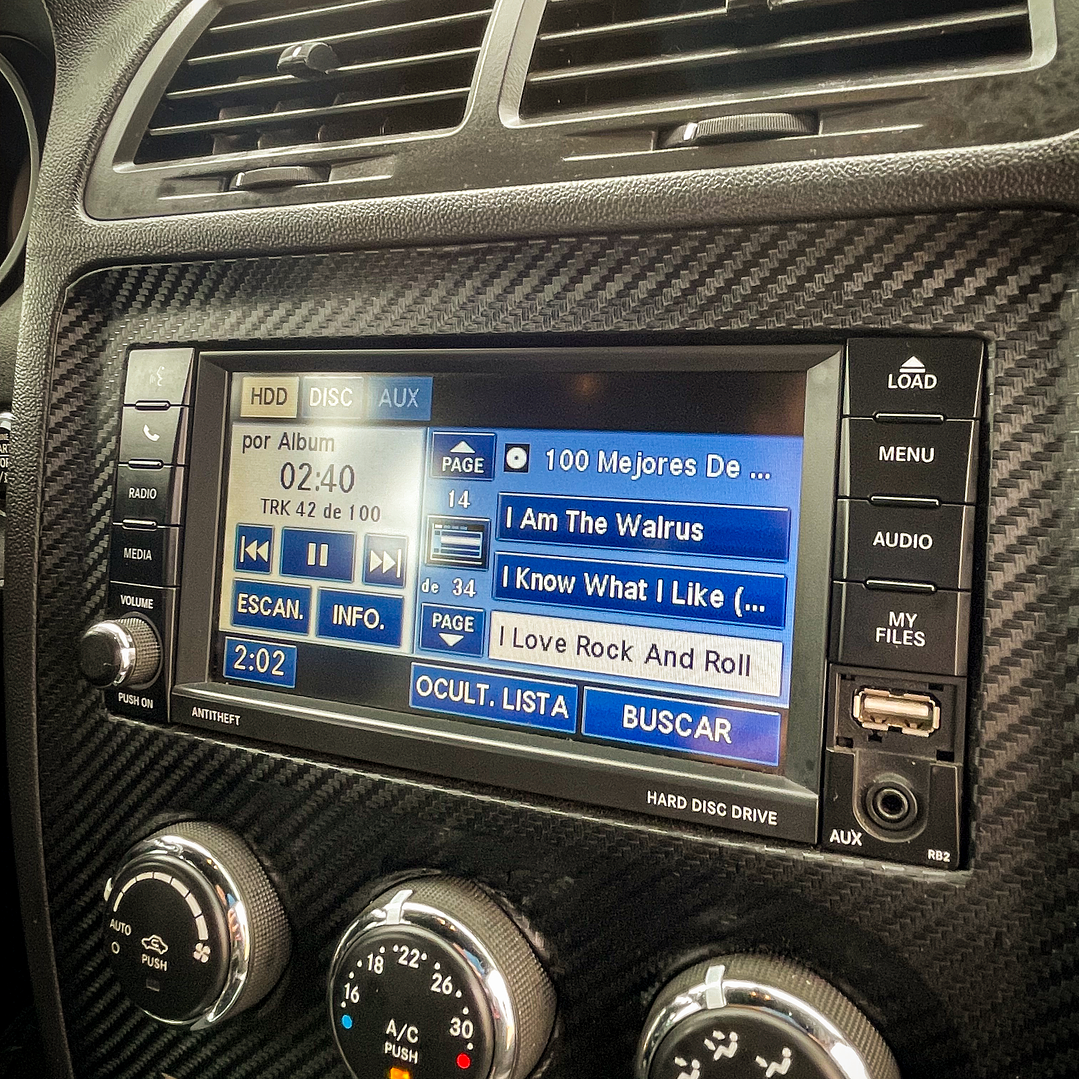 HDD DISC AUX
por Album
02:40
TRK 42 de 100
ESCAN. INFO.
2:02
PAGE
14
de 34
PAGE
100 Mejores De ...
I Am The Walrus
I Know What I Like (...
I Love Rock And Roll
OCULT. LISTA BUSCAR
RADIO
MEDIA
VOLUME
PUSH ON
ANTITHEFT
HARD DISC DRIVE
LOAD
MENU
AUDIO
MY
FILES
AUX
RB2
AUTO
O
PUSH
16 18 22 26 30
A/C
PUSH